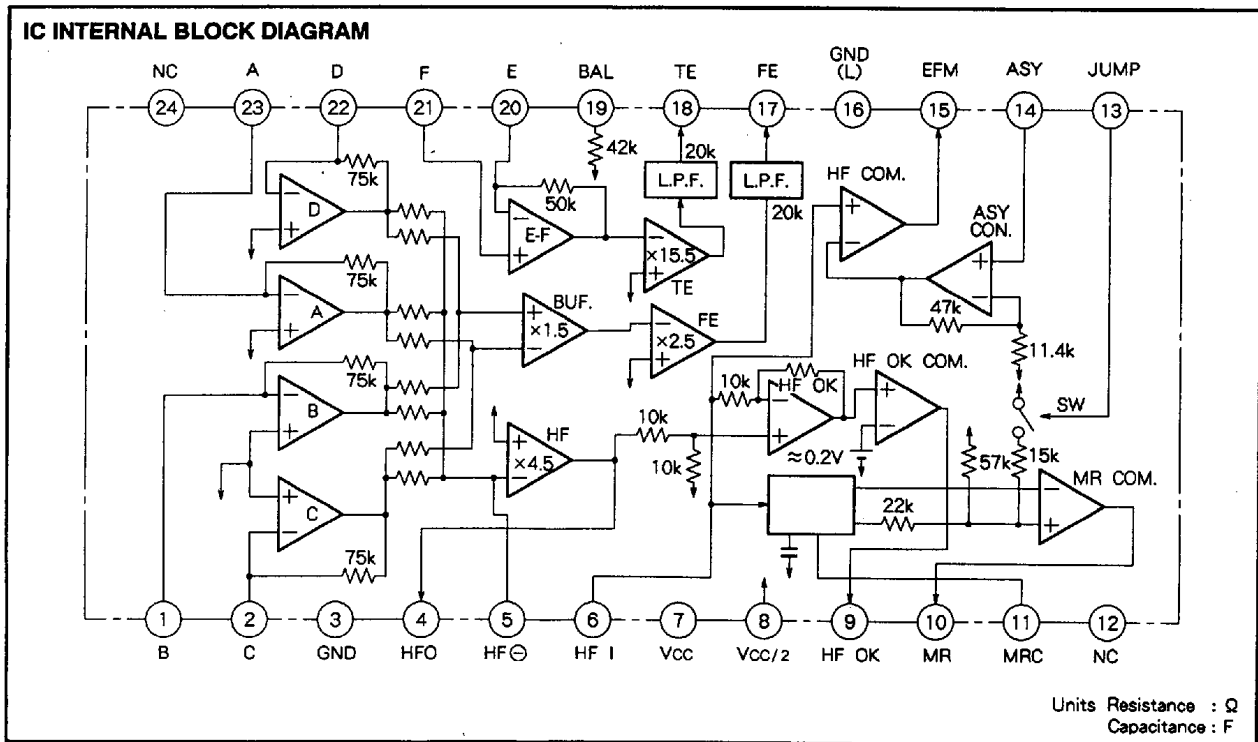 IC INTERNAL BLOCK DIAGRAM
NC A D F E BAL TE FE GND (L) EFM ASY JUMP
24 23 22 21 20 19 18 17 16 15 14 13
75k
D
−
+
42k
20k
L.P.F.
L.P.F.
20k
50k
E-F
−
+
−
×15.5
+
TE
HF COM.
+
−
ASY CON.
+
−
47k
11.4k
75k
A
−
+
BUF.
+
×1.5
−
FE
−
×2.5
+
75k
B
−
+
HF
+
×4.5
−
10k
10k
10k
HF OK
−
+
HF OK COM.
+
−
≈0.2V
SW
57k
15k
22k
MR COM.
−
+
C
+
−
75k
1 2 3 4 5 6 7 8 9 10 11 12
B C GND HFO HF⊖ HF I Vcc Vcc/2 HF OK MR MRC NC
Units Resistance : Ω
Capacitance : F